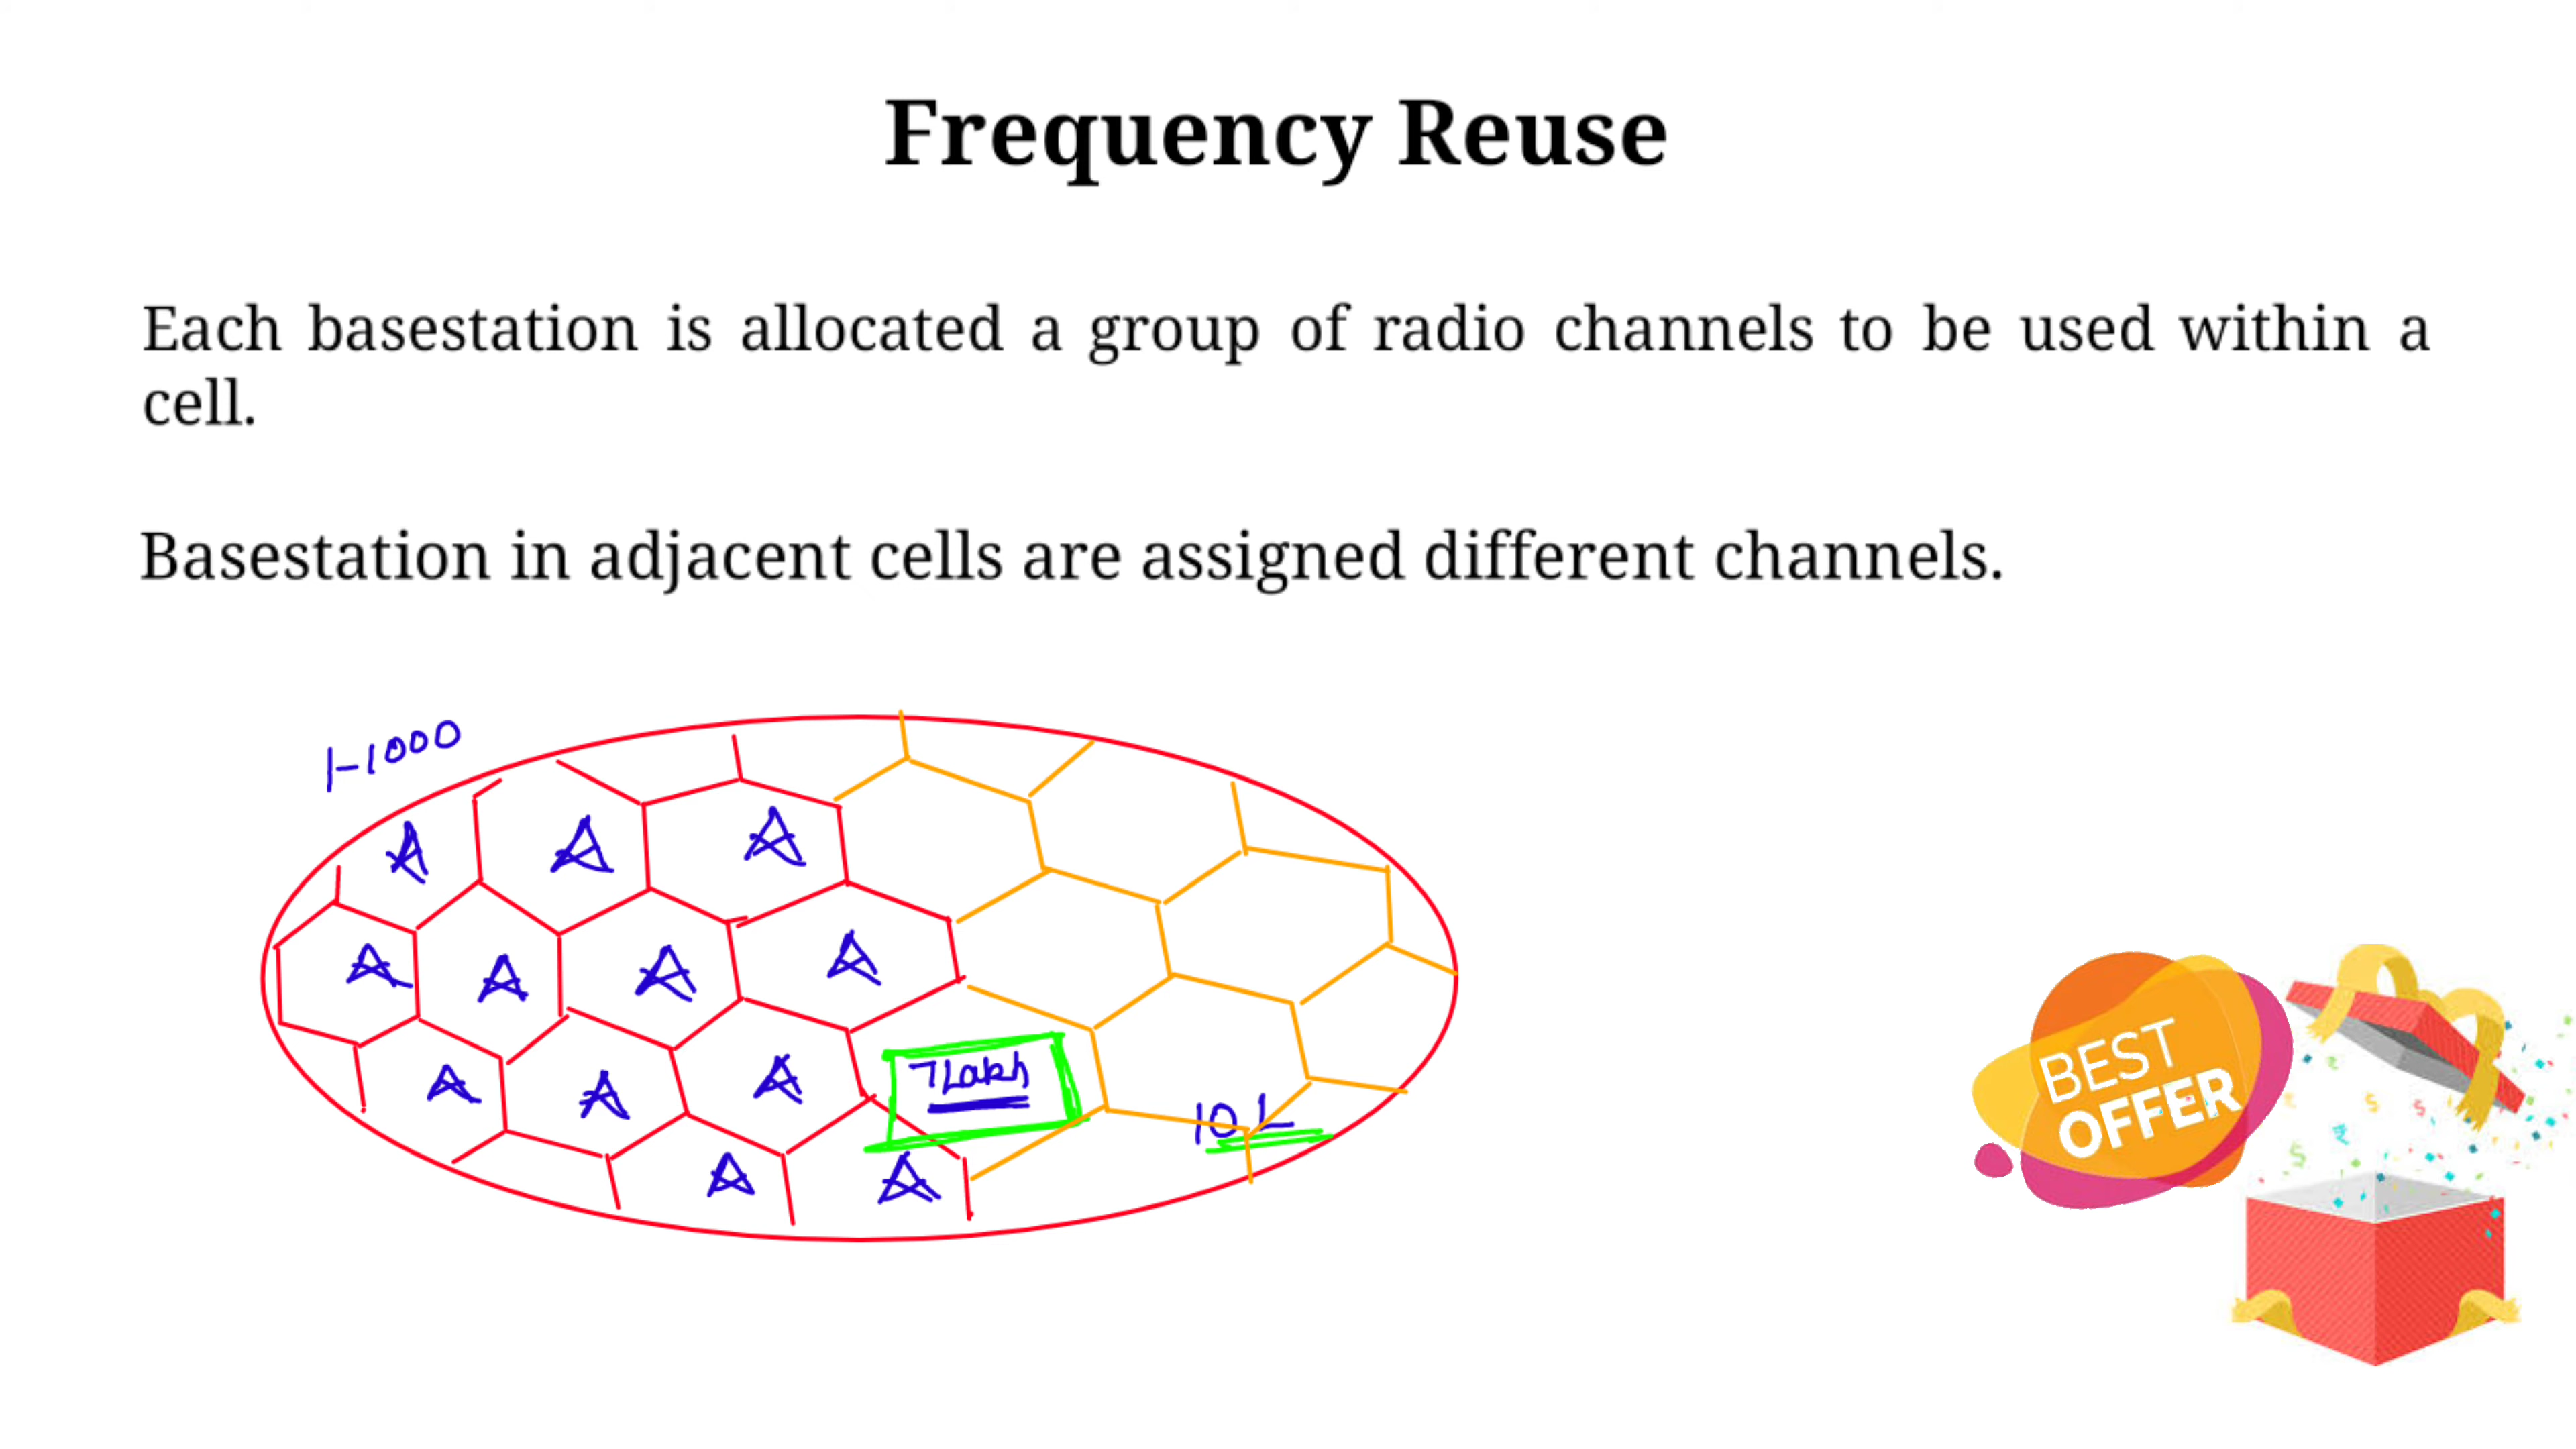 Frequency Reuse
Each basestation is allocated a group of radio channels to be used within a
cell.
Basestation in adjacent cells are assigned different channels.
1-1000
A A A
A A A A
A A A
7 Lakh
10 L
A A
BEST
OFFER